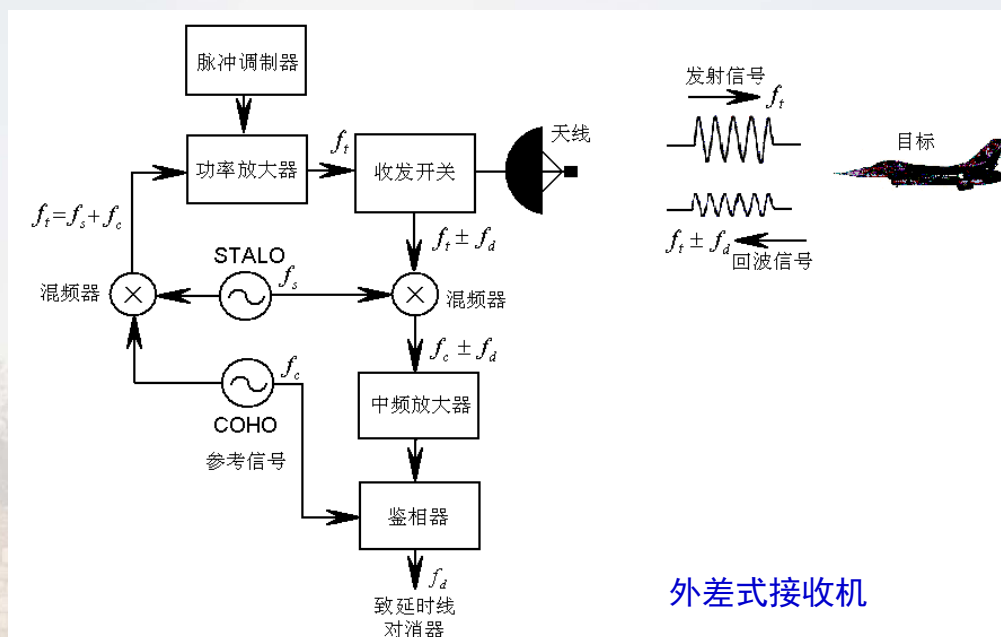 脉冲调制器
发射信号
f_t
功率放大器
f_t
收发开关
天线
目标
f_t=f_s+f_c
f_t ± f_d
f_t ± f_d
回波信号
STALO
混频器
f_s
混频器
f_c ± f_d
f_c
COHO
参考信号
中频放大器
鉴相器
f_d
致延时线
对消器
外差式接收机